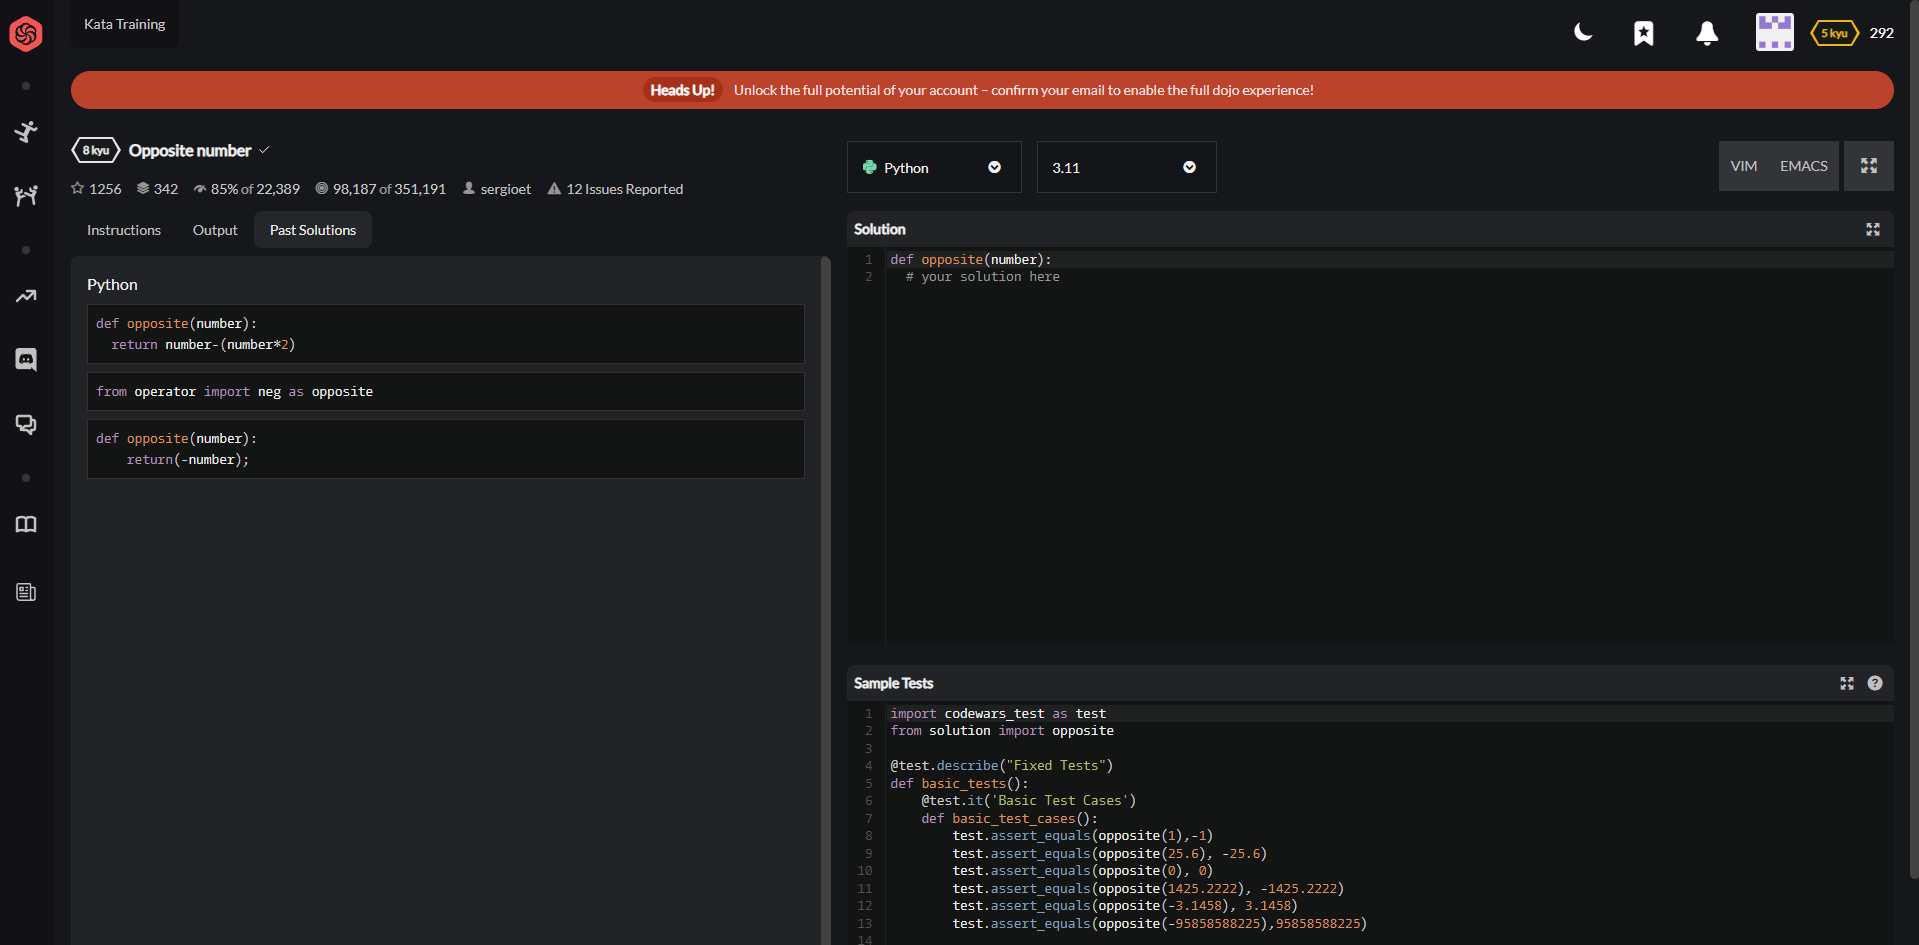 Kata Training
5 kyu 292
Heads Up! Unlock the full potential of your account – confirm your email to enable the full dojo experience!
8 kyu Opposite number
1256 342 85% of 22,389 98,187 of 351,191 sergioet 12 Issues Reported
Instructions Output Past Solutions
Python
def opposite(number):
  return number-(number*2)
from operator import neg as opposite
def opposite(number):
    return(-number);
Python 3.11 VIM EMACS
Solution
1 def opposite(number):
2   # your solution here
Sample Tests
1 import codewars_test as test
2 from solution import opposite
3
4 @test.describe("Fixed Tests")
5 def basic_tests():
6     @test.it('Basic Test Cases')
7     def basic_test_cases():
8         test.assert_equals(opposite(1),-1)
9         test.assert_equals(opposite(25.6), -25.6)
10         test.assert_equals(opposite(0), 0)
11         test.assert_equals(opposite(1425.2222), -1425.2222)
12         test.assert_equals(opposite(-3.1458), 3.1458)
13         test.assert_equals(opposite(-95858588225),95858588225)
14